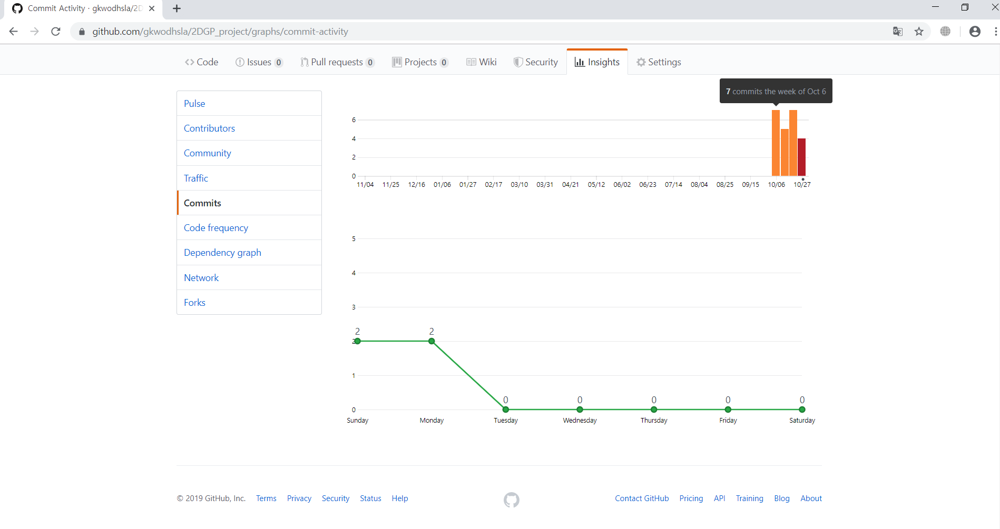 Commit Activity · gkwodhsla/2D
github.com/gkwodhsla/2DGP_project/graphs/commit-activity
Code Issues 0 Pull requests 0 Projects 0 Wiki Security Insights Settings
7 commits the week of Oct 6
Pulse
Contributors
Community
Traffic
Commits
Code frequency
Dependency graph
Network
Forks
6
4
2
0
11/04 11/25 12/16 01/06 01/27 02/17 03/10 03/31 04/21 05/12 06/02 06/23 07/14 08/04 08/25 09/15 10/06 10/27
5
4
3
2 2
2
1
0 0 0 0 0
0
Sunday Monday Tuesday Wednesday Thursday Friday Saturday
© 2019 GitHub, Inc. Terms Privacy Security Status Help Contact GitHub Pricing API Training Blog About